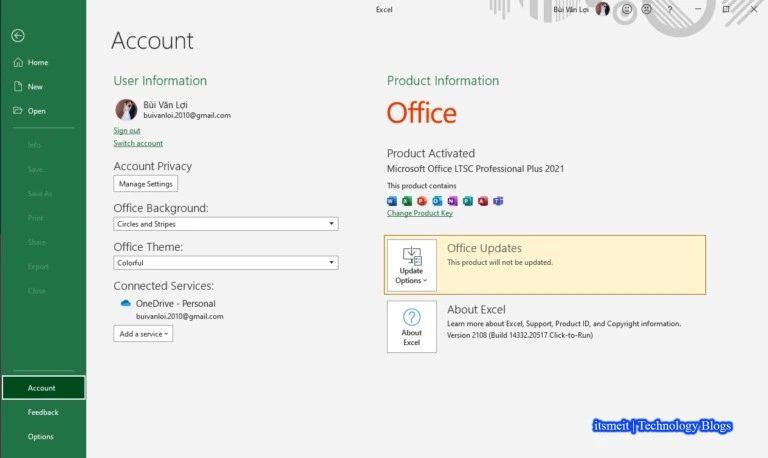 Excel
Bùi Văn Lợi
?
Account
Home
New
Open
Info
Save
Save As
Print
Share
Export
Close
Account
Feedback
Options
User Information
Bùi Văn Lợi
buivanloi.2010@gmail.com
Sign out
Switch account
Account Privacy
Manage Settings
Office Background:
Circles and Stripes
Office Theme:
Colorful
Connected Services:
OneDrive - Personal
buivanloi.2010@gmail.com
Add a service
Product Information
Office
Product Activated
Microsoft Office LTSC Professional Plus 2021
This product contains
Change Product Key
Update
Options
Office Updates
This product will not be updated.
About
Excel
About Excel
Learn more about Excel, Support, Product ID, and Copyright information.
Version 2108 (Build 14332.20517 Click-to-Run)
itsmeit | Technology Blogs